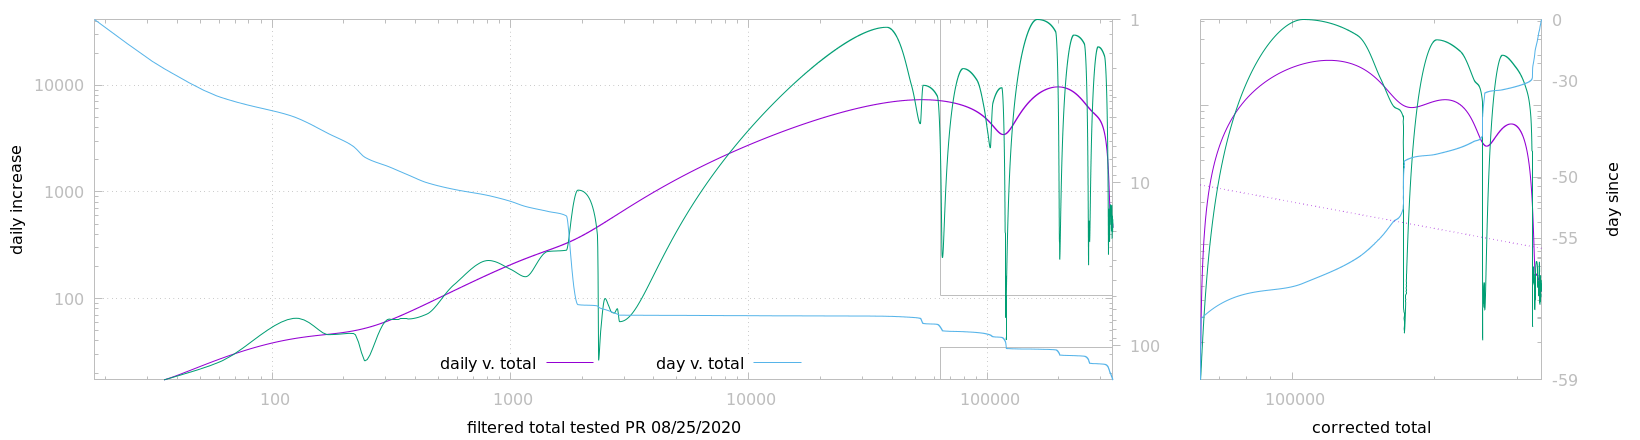 daily increase
10000
1000
100
1
10
100
daily v. total
day v. total
100
1000
10000
100000
filtered total tested PR 08/25/2020
0
-30
-50
-55
-59
day since
100000
corrected total